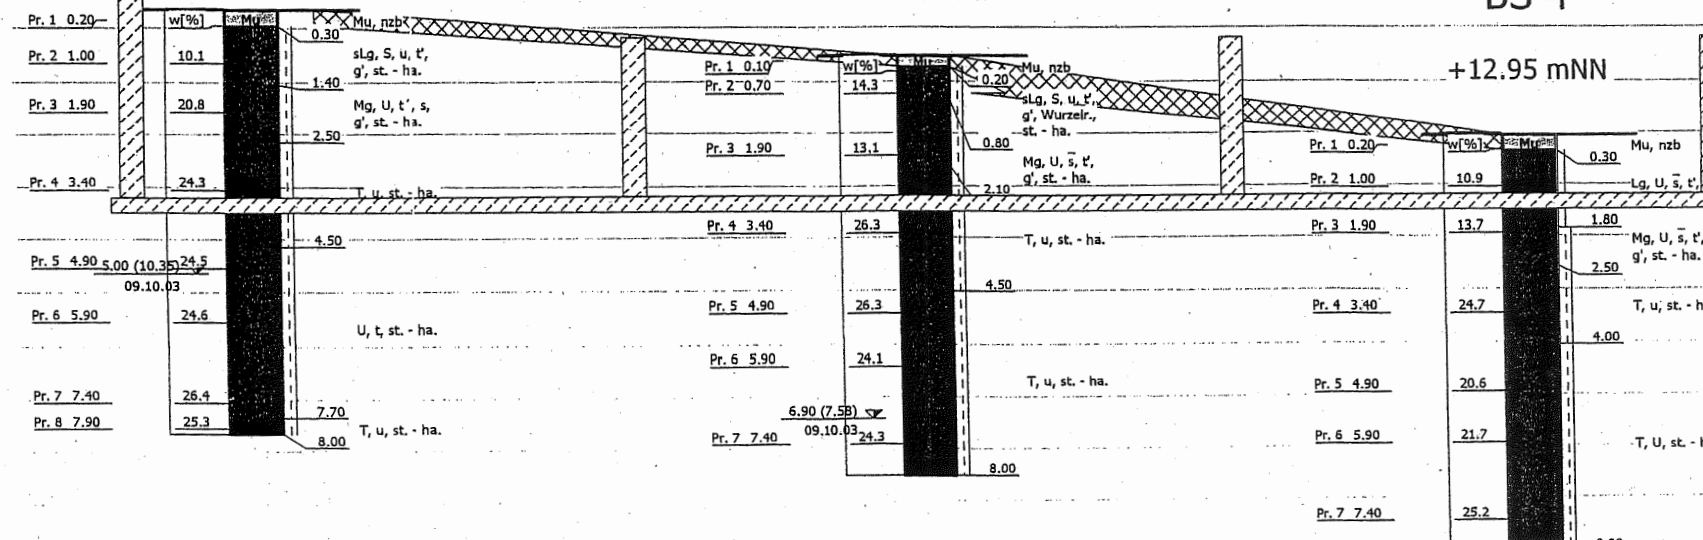 +12.95 mNN
Pr. 1 0.20
w[%]
Mu
Mu, nzb
0.30
Pr. 2 1.00
10.1
sLg, S, u, t',
g', st. - ha.
1.40
Pr. 3 1.90
20.8
Mg, U, t', s,
g', st. - ha.
2.50
Pr. 4 3.40
24.3
T, u, st. - ha.
4.50
Pr. 5 4.90
5.00 (10.35)
24.5
09.10.03
Pr. 6 5.90
24.6
U, t, st. - ha.
Pr. 7 7.40
26.4
7.70
Pr. 8 7.90
25.3
T, u, st. - ha.
8.00
Pr. 1 0.10
w[%]
Mu
Mu, nzb
0.20
Pr. 2 0.70
14.3
sLg, S, u, t',
g', Wurzelr.,
st. - ha.
0.80
Pr. 3 1.90
13.1
Mg, U, s̅, t',
g', st. - ha.
2.10
Pr. 4 3.40
26.3
T, u, st. - ha.
4.50
Pr. 5 4.90
26.3
Pr. 6 5.90
24.1
T, u, st. - ha.
6.90 (7.58)
09.10.03
Pr. 7 7.40
24.3
8.00
Pr. 1 0.20
w[%]
Mu
Mu, nzb
0.30
Pr. 2 1.00
10.9
Lg, U, s̅, t',
1.80
Pr. 3 1.90
13.7
Mg, U, s̅, t',
g', st. - ha.
2.50
Pr. 4 3.40
24.7
T, u, st. - h
4.00
Pr. 5 4.90
20.6
Pr. 6 5.90
21.7
T, U, st. - h
Pr. 7 7.40
25.2